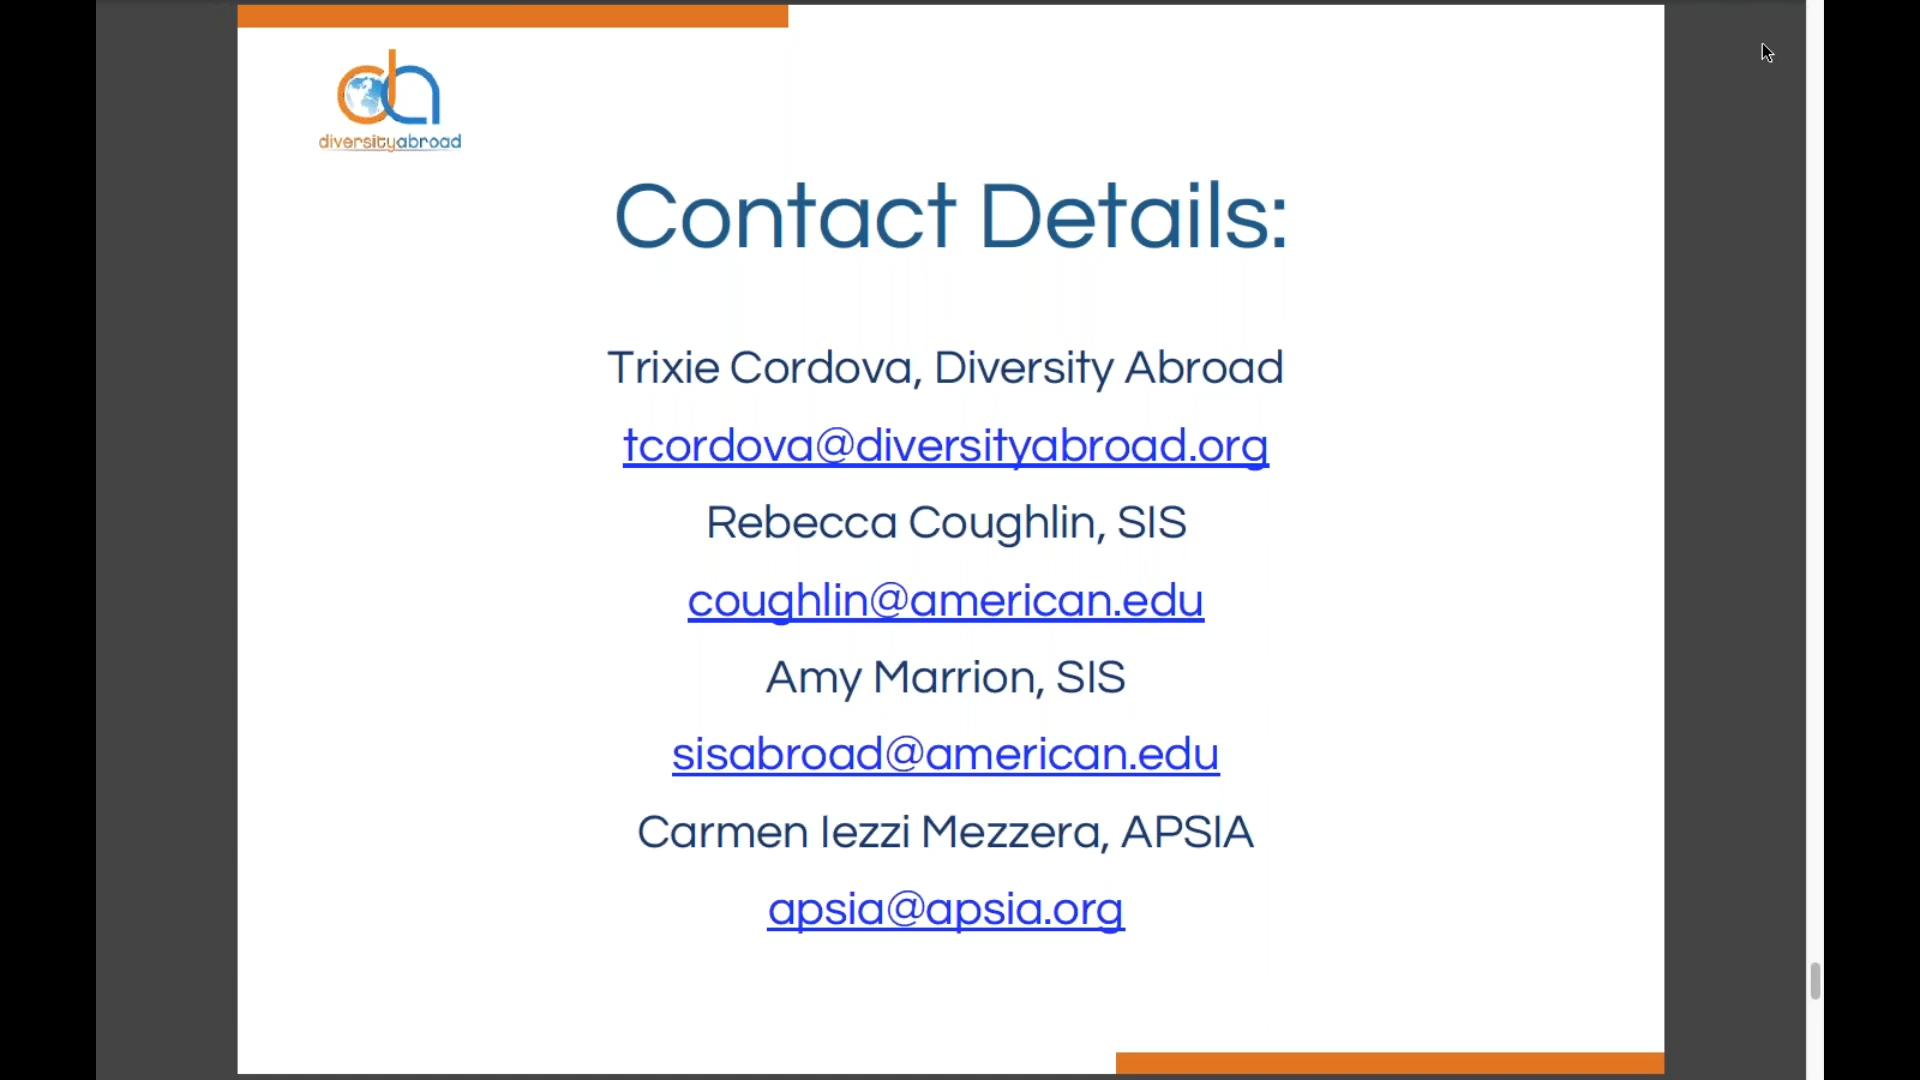 diversityabroad
Contact Details:
Trixie Cordova, Diversity Abroad
tcordova@diversityabroad.org
Rebecca Coughlin, SIS
coughlin@american.edu
Amy Marrion, SIS
sisabroad@american.edu
Carmen Iezzi Mezzera, APSIA
apsia@apsia.org